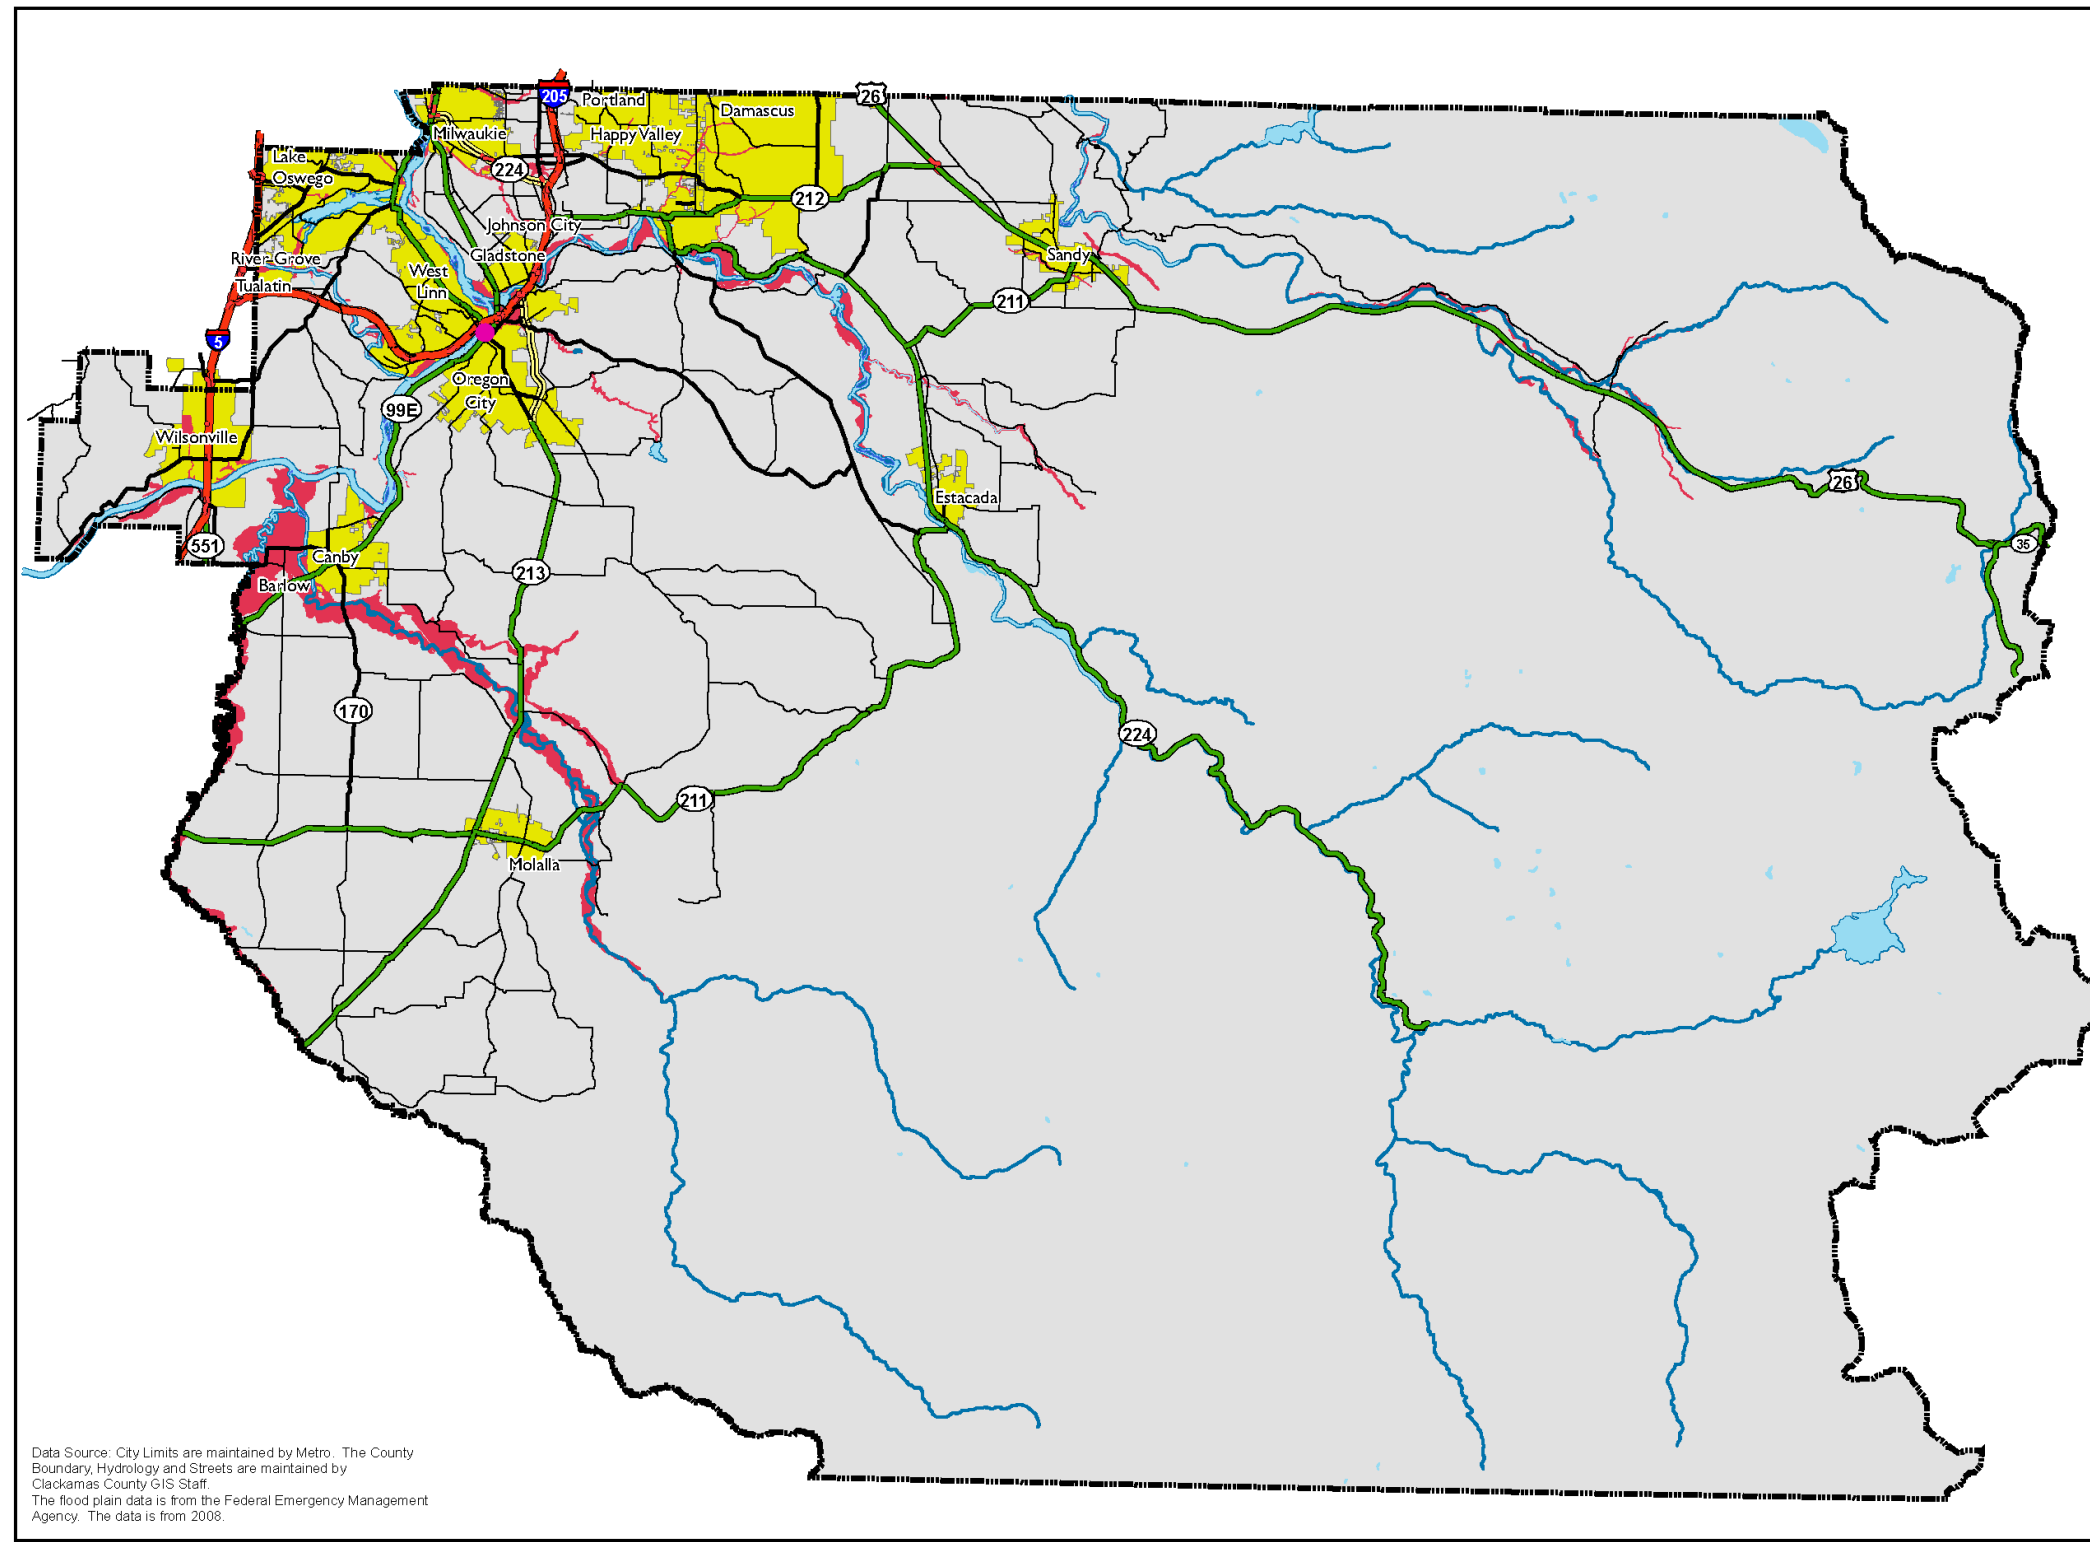 205
Portland
26
Damascus
Milwaukie
Happy Valley
Lake
Oswego
224
212
Johnson City
Gladstone
River Grove
West
Linn
Sandy
Tualatin
211
5
Oregon
City
99E
Wilsonville
26
Estacada
551
35
Canby
Barlow
213
170
224
211
Molalla
Data Source: City Limits are maintained by Metro. The County
Boundary, Hydrology and Streets are maintained by
Clackamas County GIS Staff.
The flood plain data is from the Federal Emergency Management
Agency. The data is from 2008.